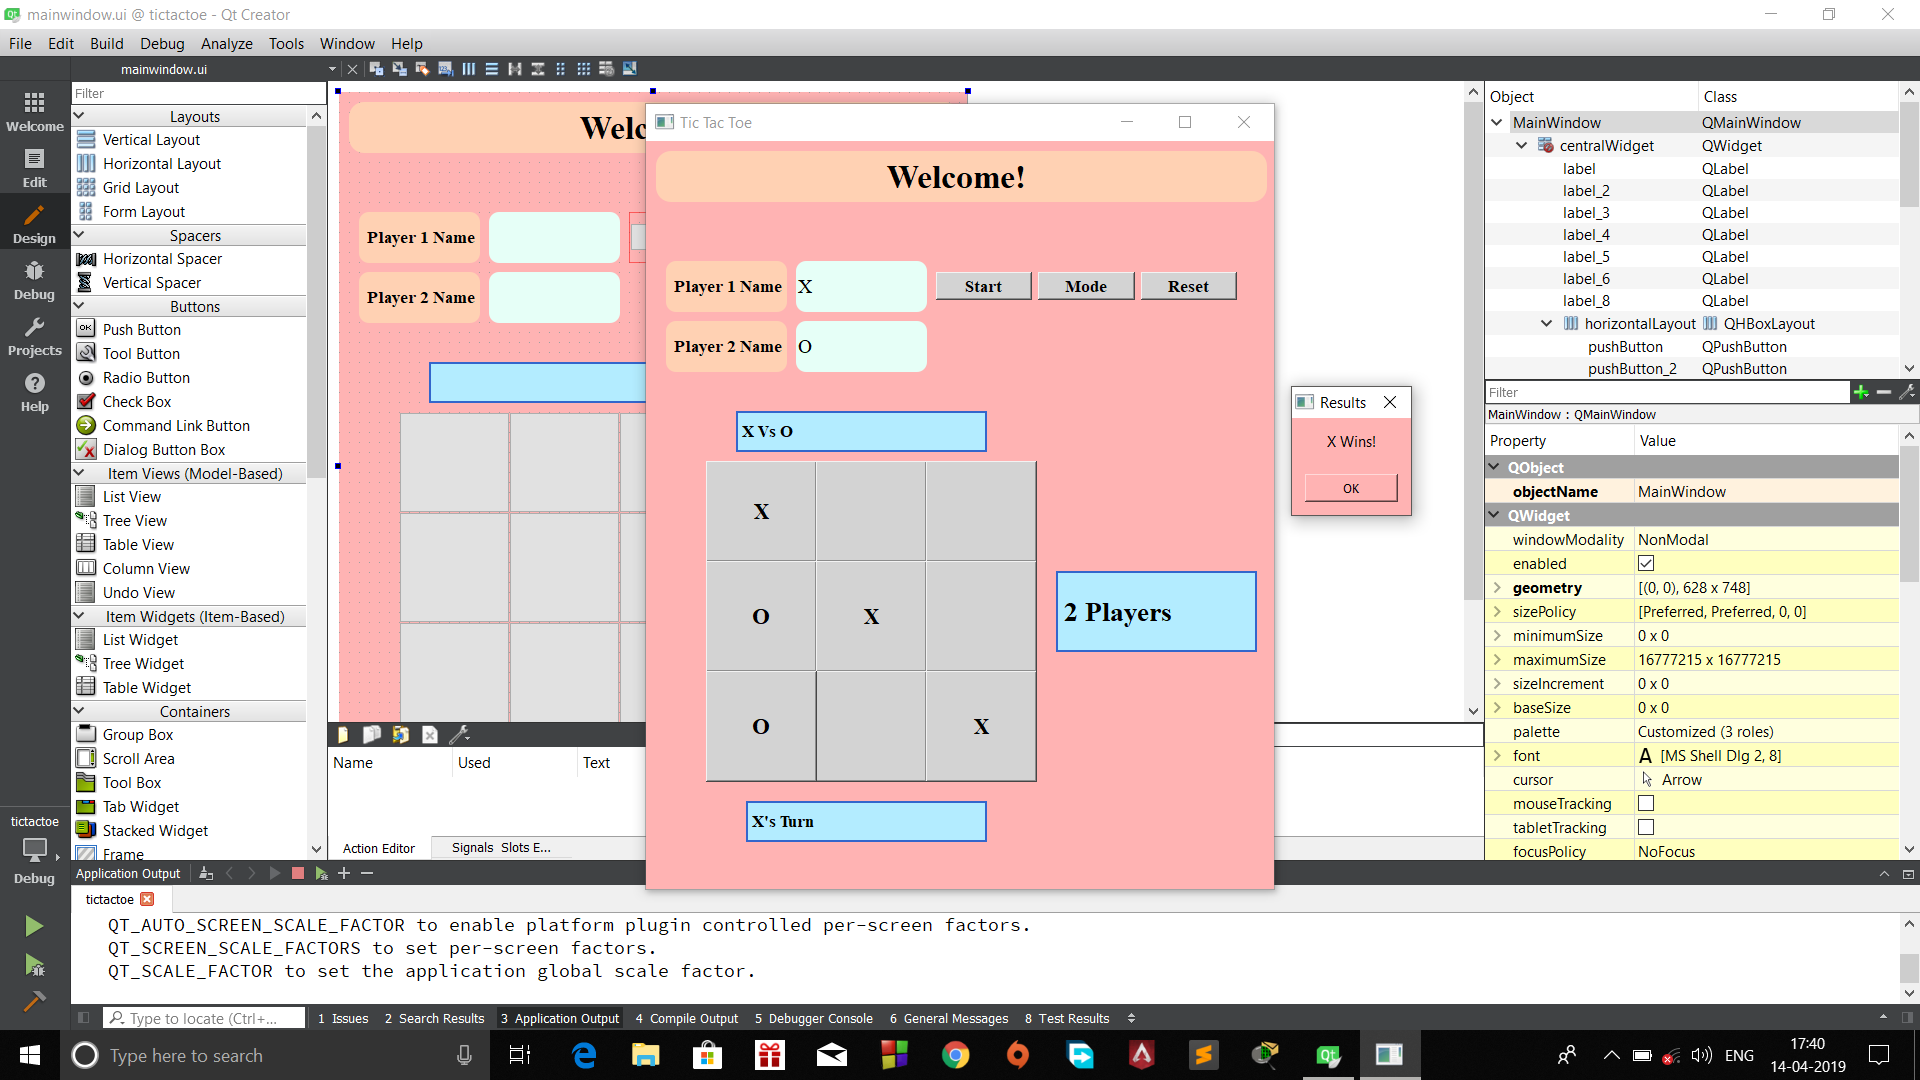 mainwindow.ui @ tictactoe - Qt Creator
File Edit Build Debug Analyze Tools Window Help
mainwindow.ui
Welcome
Edit
Design
Debug
Projects
Help
tictactoe
Debug
Filter
Layouts
Vertical Layout
Horizontal Layout
Grid Layout
Form Layout
Spacers
Horizontal Spacer
Vertical Spacer
Buttons
Push Button
Tool Button
Radio Button
Check Box
Command Link Button
Dialog Button Box
Item Views (Model-Based)
List View
Tree View
Table View
Column View
Undo View
Item Widgets (Item-Based)
List Widget
Tree Widget
Table Widget
Containers
Group Box
Scroll Area
Tool Box
Tab Widget
Stacked Widget
Frame
Welc
Player 1 Name
Player 2 Name
Name Used Text
Action Editor Signals Slots E...
Tic Tac Toe
Welcome!
Player 1 Name X Start Mode Reset
Player 2 Name O
X Vs O
X
O X
2 Players
O X
X's Turn
Results
X Wins!
OK
Object Class
MainWindow QMainWindow
centralWidget QWidget
label QLabel
label_2 QLabel
label_3 QLabel
label_4 QLabel
label_5 QLabel
label_6 QLabel
label_8 QLabel
horizontalLayout QHBoxLayout
pushButton QPushButton
pushButton_2 QPushButton
Filter
MainWindow : QMainWindow
Property Value
QObject
objectName MainWindow
QWidget
windowModality NonModal
enabled
geometry [(0, 0), 628 x 748]
sizePolicy [Preferred, Preferred, 0, 0]
minimumSize 0 x 0
maximumSize 16777215 x 16777215
sizeIncrement 0 x 0
baseSize 0 x 0
palette Customized (3 roles)
font A [MS Shell Dlg 2, 8]
cursor Arrow
mouseTracking
tabletTracking
focusPolicy NoFocus
Application Output
tictactoe
QT_AUTO_SCREEN_SCALE_FACTOR to enable platform plugin controlled per-screen factors.
QT_SCREEN_SCALE_FACTORS to set per-screen factors.
QT_SCALE_FACTOR to set the application global scale factor.
Type to locate (Ctrl+... 1 Issues 2 Search Results 3 Application Output 4 Compile Output 5 Debugger Console 6 General Messages 8 Test Results
Type here to search ENG 17:40
14-04-2019